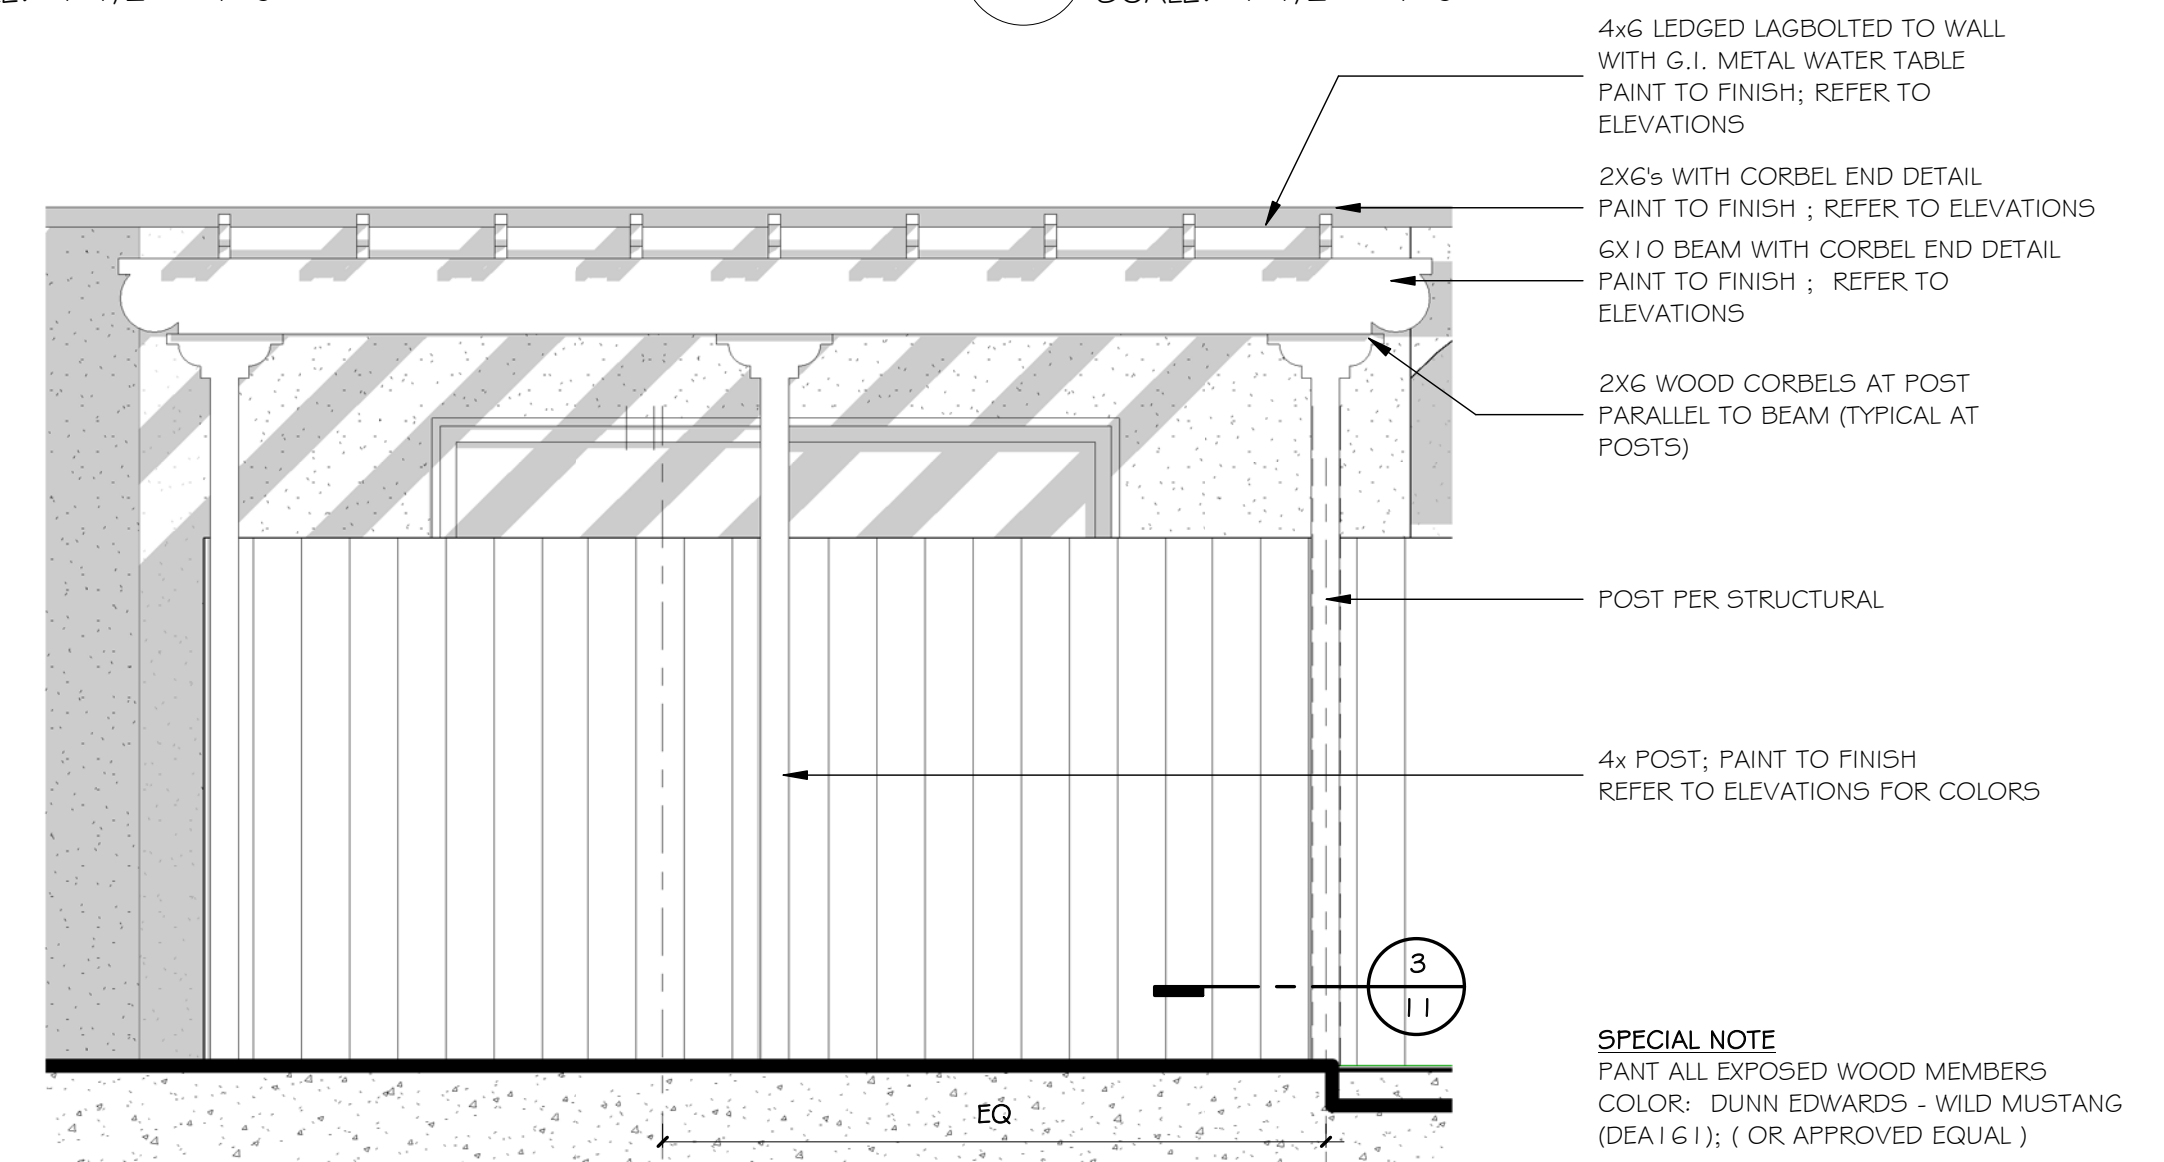 4x6 LEDGED LAGBOLTED TO WALL
WITH G.I. METAL WATER TABLE
PAINT TO FINISH; REFER TO
ELEVATIONS
2X6's WITH CORBEL END DETAIL
PAINT TO FINISH ; REFER TO ELEVATIONS
6X10 BEAM WITH CORBEL END DETAIL
PAINT TO FINISH ; REFER TO
ELEVATIONS
2X6 WOOD CORBELS AT POST
PARALLEL TO BEAM (TYPICAL AT
POSTS)
POST PER STRUCTURAL
4x POST; PAINT TO FINISH
REFER TO ELEVATIONS FOR COLORS
3
11
SPECIAL NOTE
PANT ALL EXPOSED WOOD MEMBERS
COLOR: DUNN EDWARDS - WILD MUSTANG
(DEA161); ( OR APPROVED EQUAL )
EQ